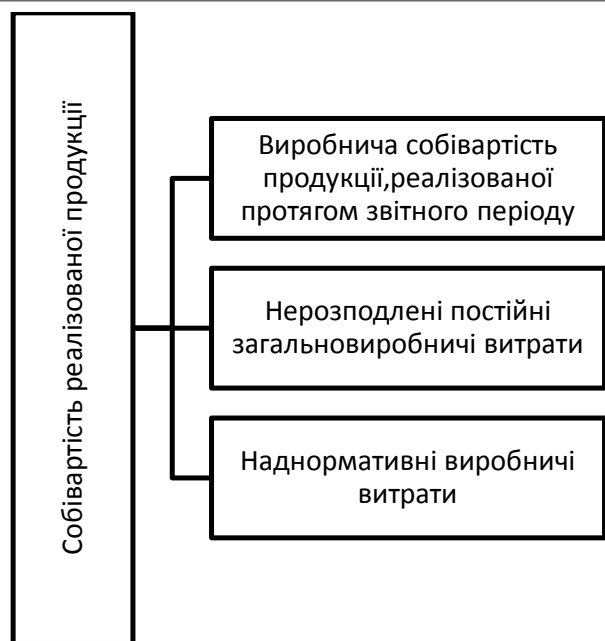 Собівартість реалізованої продукції
Виробнича собівартість
продукції,реалізованої
протягом звітного періоду
Нерозподлені постійні
загальновиробничі витрати
Наднормативні виробничі
витрати